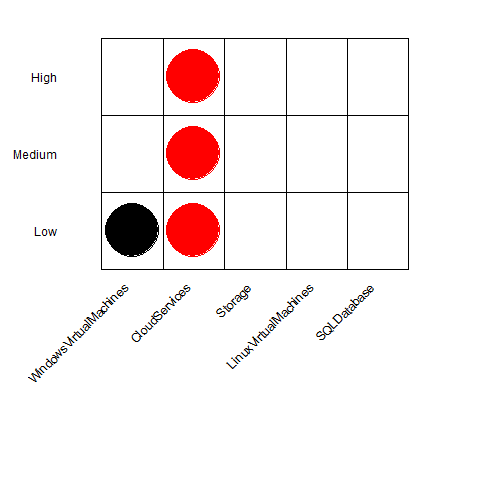 High
Medium
Low
WindowsVirtualMachines
CloudServices
Storage
LinuxVirtualMachines
SQLDatabase